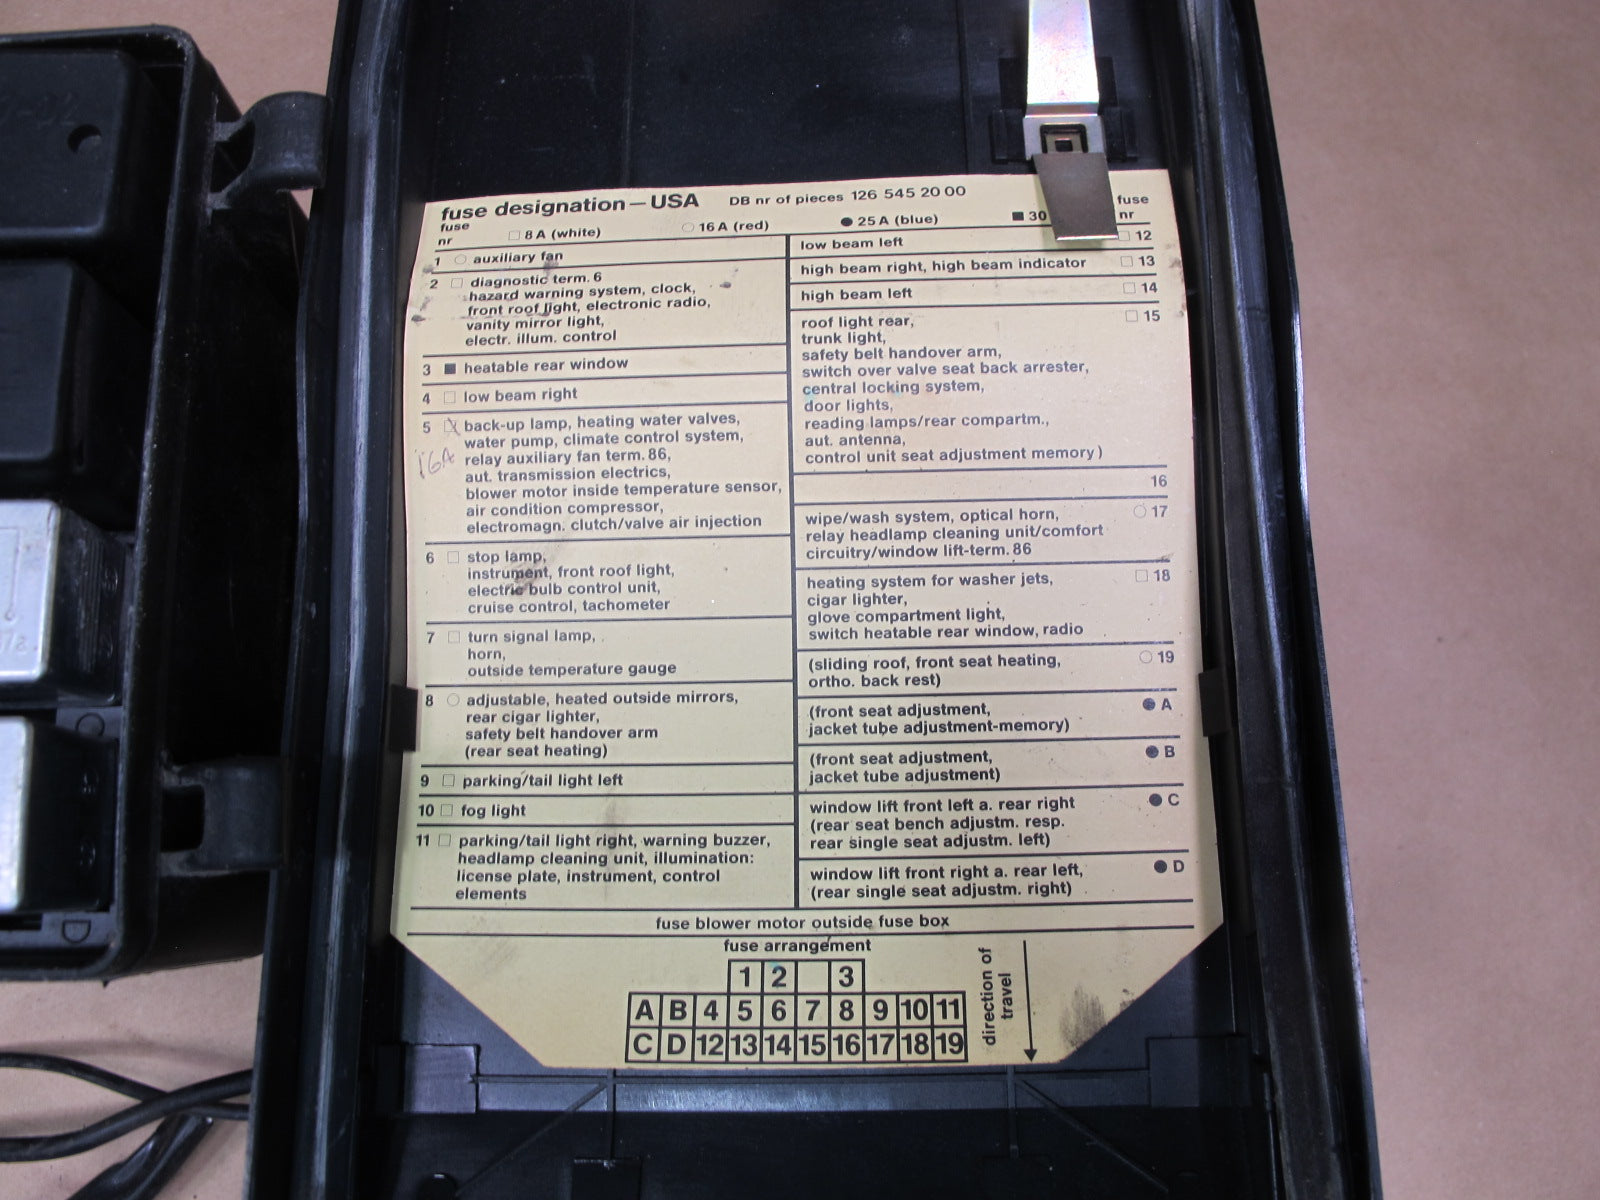 fuse designation — USA DB nr of pieces 126 545 20 00
fuse nr □ 8 A (white) ○ 16 A (red) ● 25 A (blue) ■ 30 fuse nr
1 ○ auxiliary fan
2 □ diagnostic term. 6
hazard warning system, clock,
front roof light, electronic radio,
vanity mirror light,
electr. illum. control
3 ■ heatable rear window
4 □ low beam right
5 □ back-up lamp, heating water valves,
16A water pump, climate control system,
relay auxiliary fan term. 86,
aut. transmission electrics,
blower motor inside temperature sensor,
air condition compressor,
electromagn. clutch/valve air injection
6 □ stop lamp,
instrument, front roof light,
electric bulb control unit,
cruise control, tachometer
7 □ turn signal lamp,
horn,
outside temperature gauge
8 ○ adjustable, heated outside mirrors,
rear cigar lighter,
safety belt handover arm
(rear seat heating)
9 □ parking/tail light left
10 □ fog light
11 □ parking/tail light right, warning buzzer,
headlamp cleaning unit, illumination:
license plate, instrument, control
elements
low beam left □ 12
high beam right, high beam indicator □ 13
high beam left □ 14
roof light rear, □ 15
trunk light,
safety belt handover arm,
switch over valve seat back arrester,
central locking system,
door lights,
reading lamps/rear compartm.,
aut. antenna,
control unit seat adjustment memory)
16
wipe/wash system, optical horn, ○ 17
relay headlamp cleaning unit/comfort
circuitry/window lift-term. 86
heating system for washer jets, □ 18
cigar lighter,
glove compartment light,
switch heatable rear window, radio
(sliding roof, front seat heating, ○ 19
ortho. back rest)
(front seat adjustment, ● A
jacket tube adjustment-memory)
(front seat adjustment, ● B
jacket tube adjustment)
window lift front left a. rear right ● C
(rear seat bench adjustm. resp.
rear single seat adjustm. left)
window lift front right a. rear left, ● D
(rear single seat adjustm. right)
fuse blower motor outside fuse box
fuse arrangement
1 2 3
A B 4 5 6 7 8 9 10 11
C D 12 13 14 15 16 17 18 19
direction of
travel
D